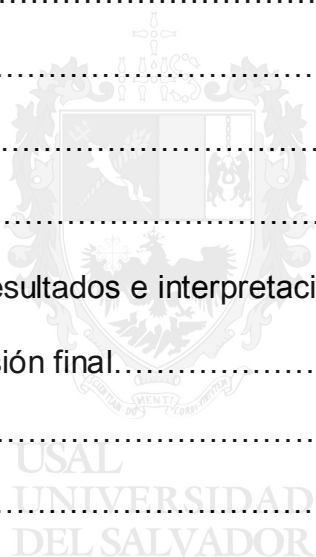 ……………………………………
……………………………………
……………………………………
……………………………………
esultados e interpretaci
sión final………………………
……………………………………
USAL
……………………………………
UNIVERSIDAD
DEL SALVADOR